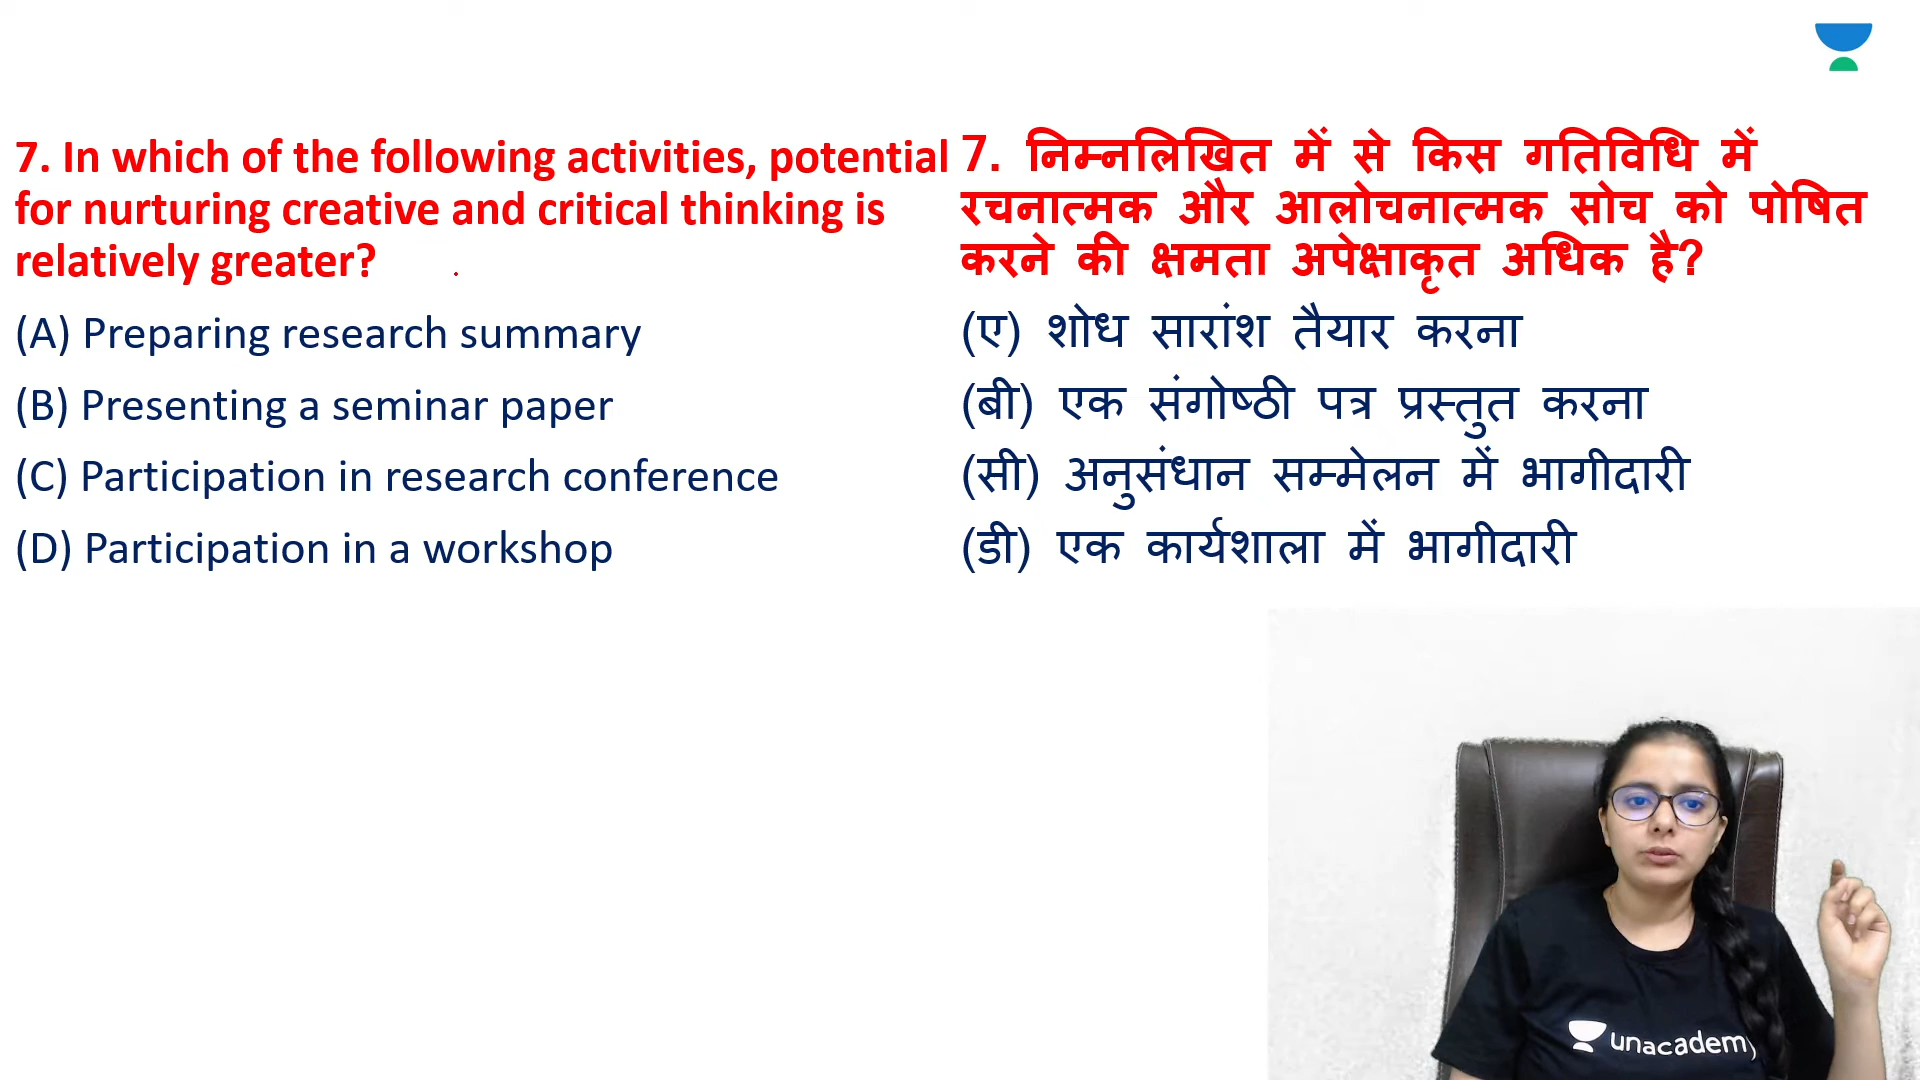 7. In which of the following activities, potential
for nurturing creative and critical thinking is
relatively greater?
(A) Preparing research summary
(B) Presenting a seminar paper
(C) Participation in research conference
(D) Participation in a workshop
7. निम्नलिखित में से किस गतिविधि में
रचनात्मक और आलोचनात्मक सोच को पोषित
करने की क्षमता अपेक्षाकृत अधिक है?
(ए) शोध सारांश तैयार करना
(बी) एक संगोष्ठी पत्र प्रस्तुत करना
(सी) अनुसंधान सम्मेलन में भागीदारी
(डी) एक कार्यशाला में भागीदारी
unacademy